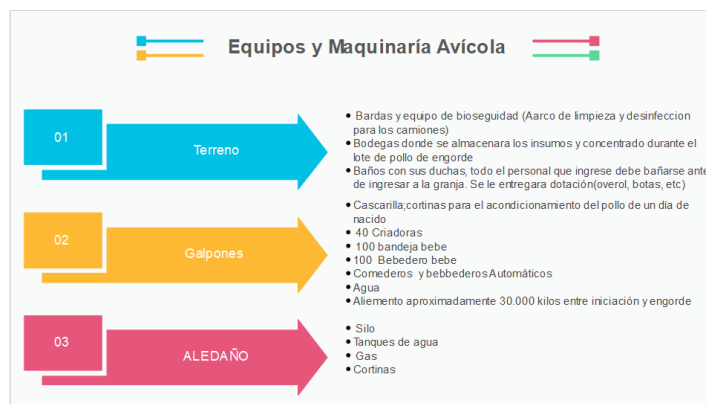 Equipos y Maquinaría Avícola
01
Terreno
• Bardas y equipo de bioseguidad (Aarco de limpieza y desinfeccion
para los camiones)
• Bodegas donde se almacenara los insumos y concentrado durante el
lote de pollo de engorde
• Baños con sus duchas, todo el personal que ingrese debe bañarse ante
de ingresar a la granja. Se le entregara dotación(overol, botas, etc)
02
Galpones
• Cascarilla;cortinas para el acondicionamiento del pollo de un día de
nacido
• 40 Criadoras
• 100 bandeja bebe
• 100 Bebedero bebe
• Comederos y bebbederos Automáticos
• Agua
• Aliemento aproximadamente 30.000 kilos entre iniciación y engorde
03
ALEDAÑO
• Silo
• Tanques de agua
• Gas
• Cortinas